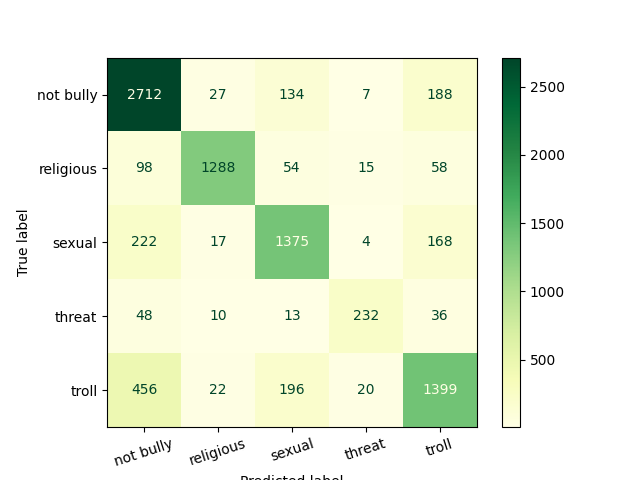 not bully 2712 27 134 7 188
religious 98 1288 54 15 58
sexual 222 17 1375 4 168
threat 48 10 13 232 36
troll 456 22 196 20 1399
not bully religious sexual threat troll
Predicted label
True label
2500
2000
1500
1000
500